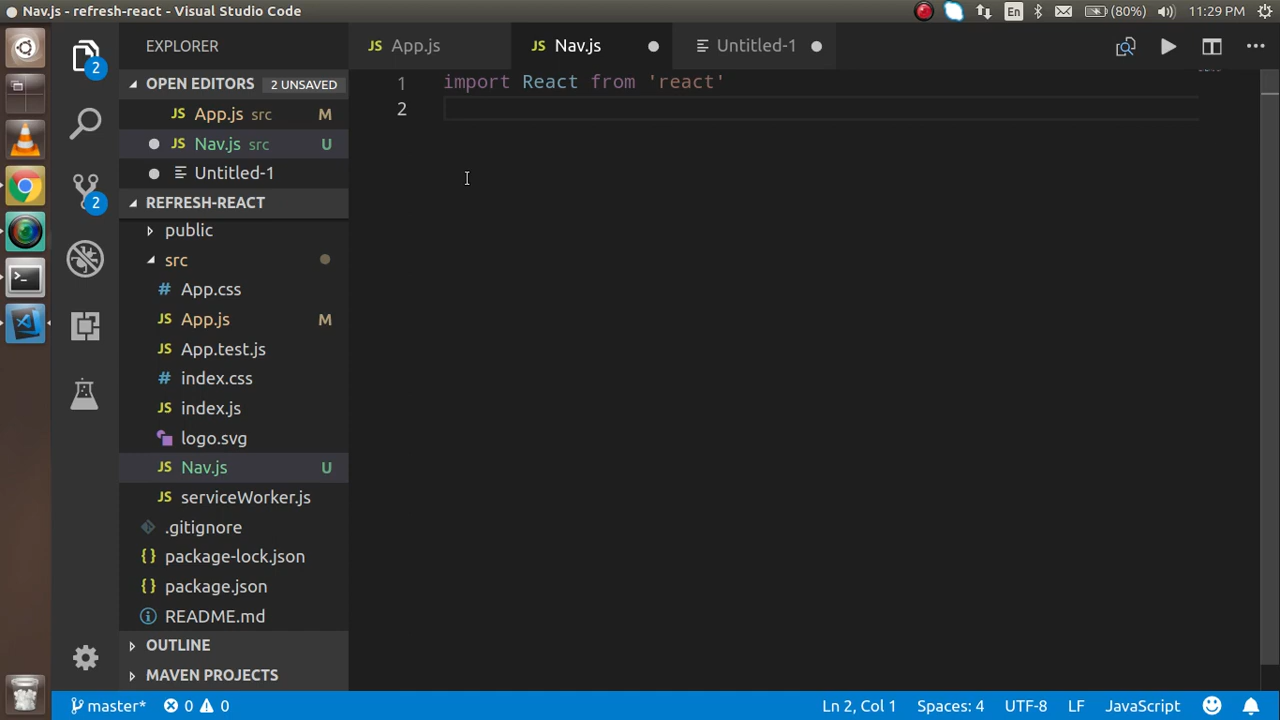 Nav.js - refresh-react - Visual Studio Code
En
(80%)
11:29 PM
EXPLORER
JS App.js
JS Nav.js
Untitled-1
2
OPEN EDITORS 2 UNSAVED
JS App.js src M
JS Nav.js src U
Untitled-1
2
REFRESH-REACT
public
src
# App.css
JS App.js M
JS App.test.js
# index.css
JS index.js
logo.svg
JS Nav.js U
JS serviceWorker.js
.gitignore
{} package-lock.json
{} package.json
README.md
OUTLINE
MAVEN PROJECTS
1 import React from 'react'
2
master* 0 0
Ln 2, Col 1 Spaces: 4 UTF-8 LF JavaScript